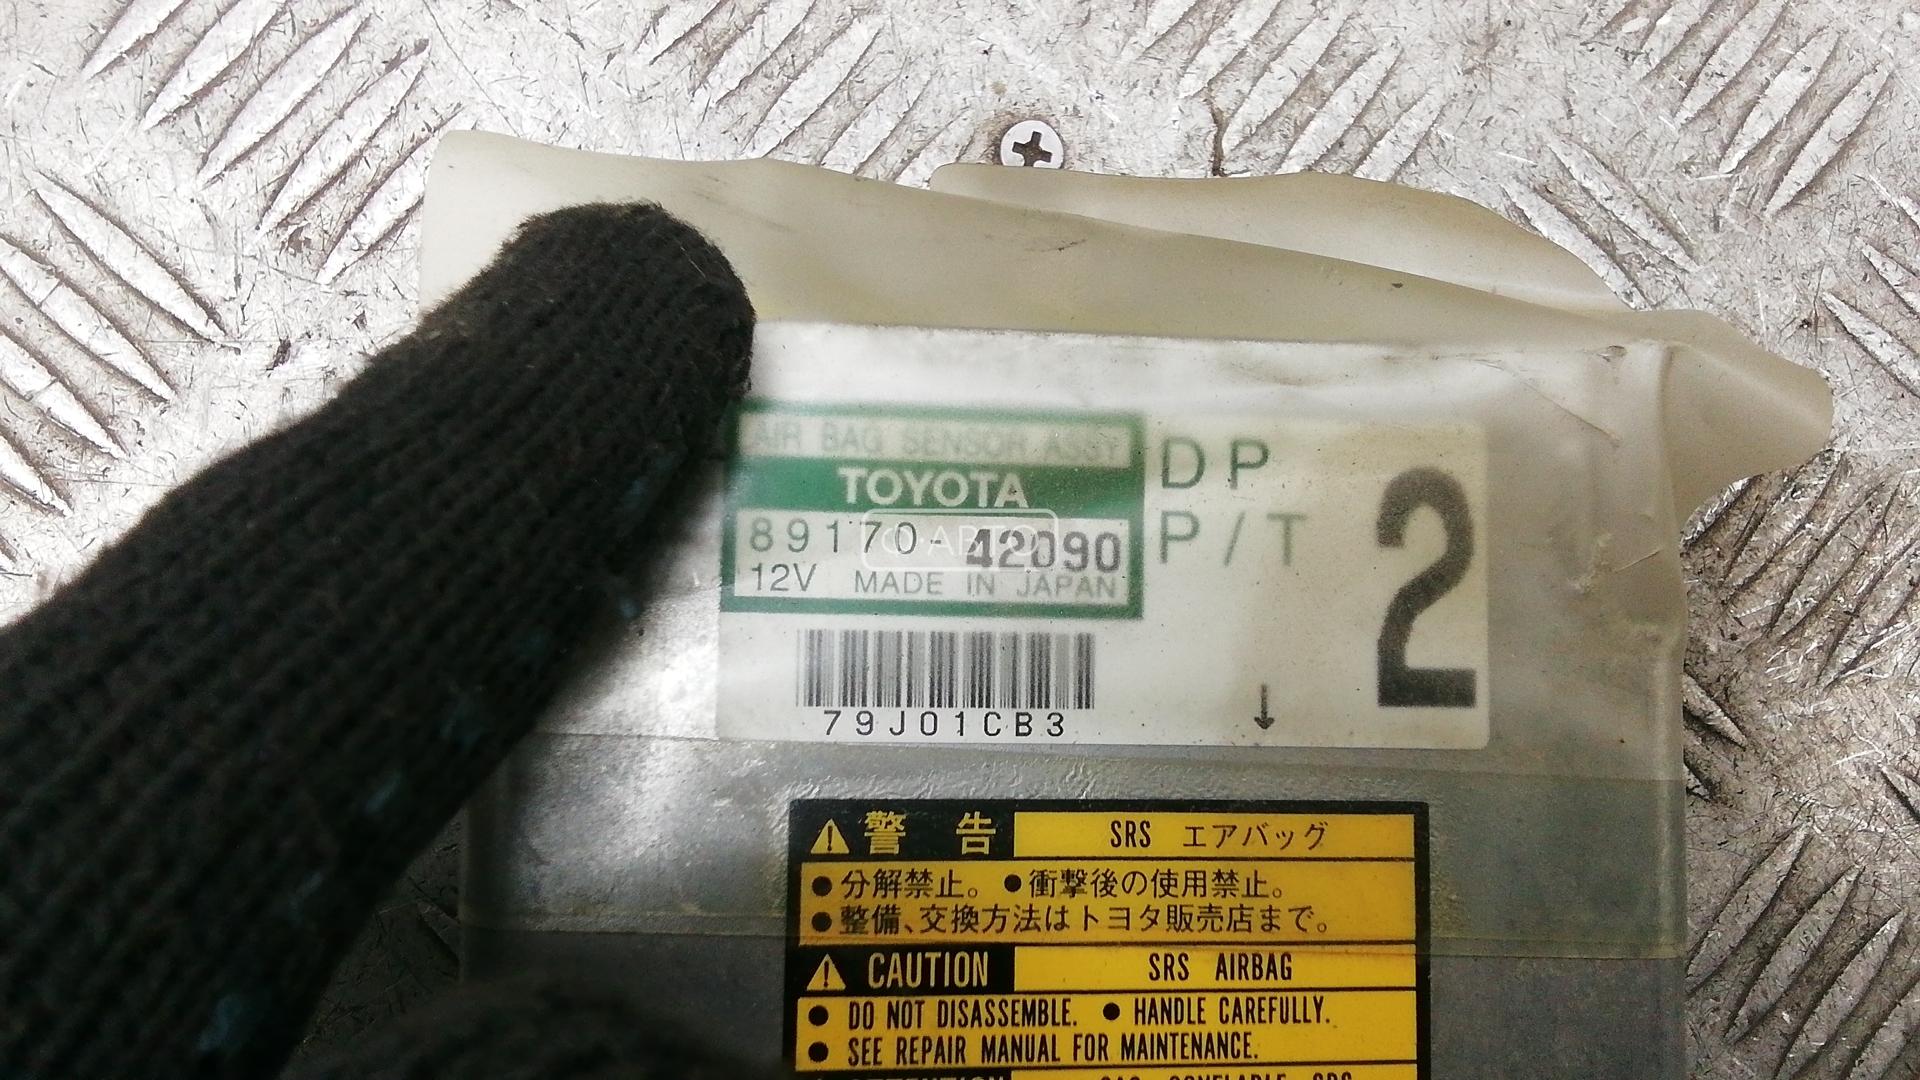 AIR BAG SENSOR ASSY
TOYOTA
89170-42090
12V MADE IN JAPAN
DP
P/T
2
79J01CB3
↓
警告 SRS エアバッグ
●分解禁止。 ●衝撃後の使用禁止。
●整備、交換方法はトヨタ販売店まで。
CAUTION SRS AIRBAG
● DO NOT DISASSEMBLE. ● HANDLE CAREFULLY.
● SEE REPAIR MANUAL FOR MAINTENANCE.